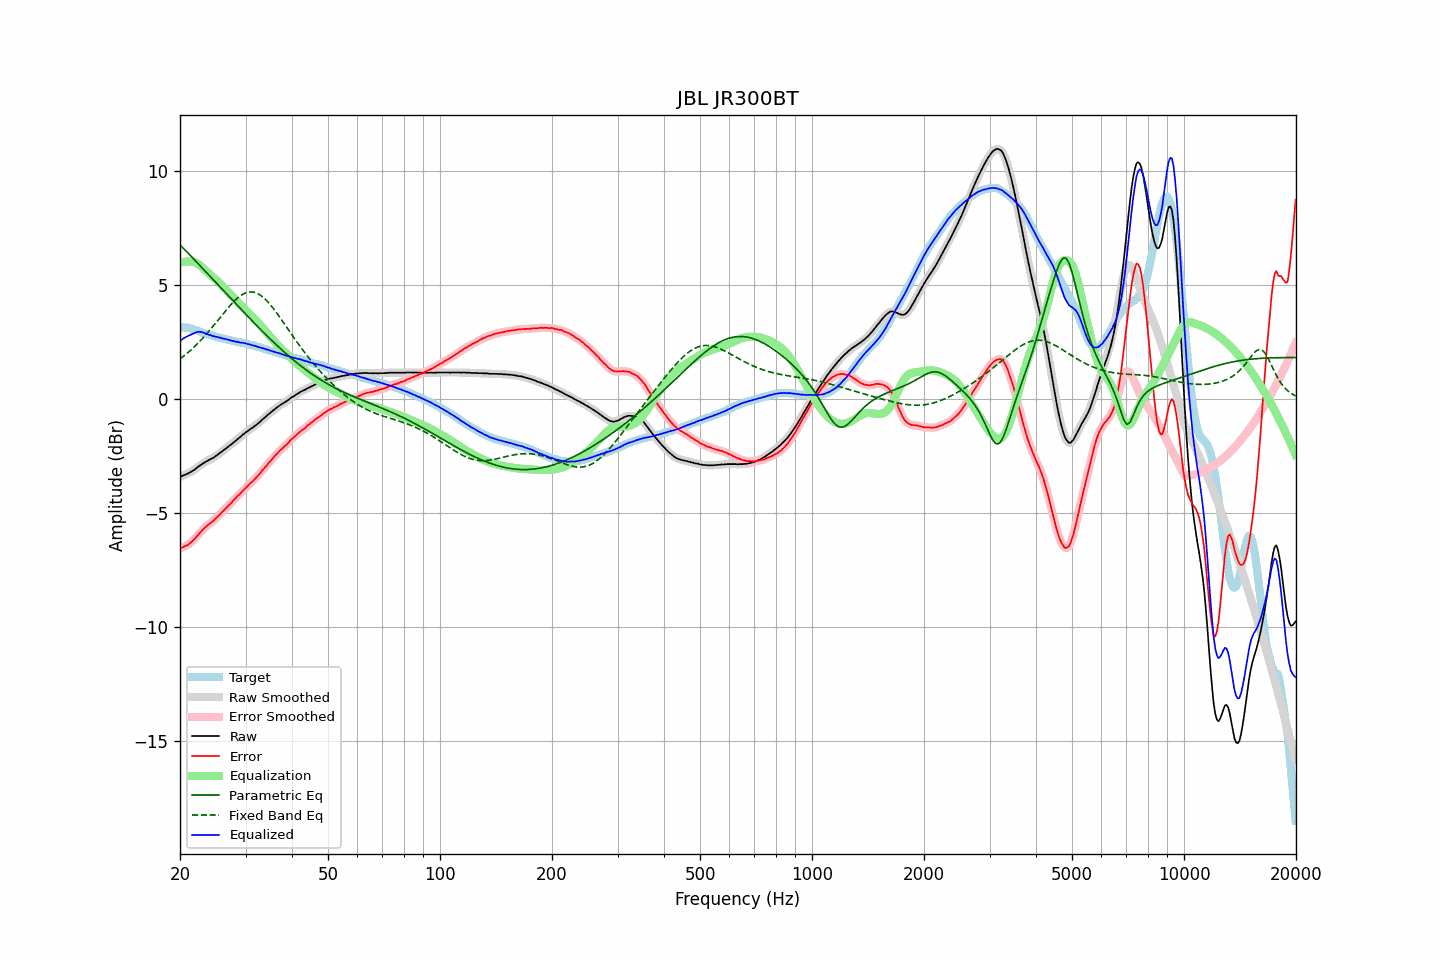 JBL JR300BT
10
5
0
−5
−10
−15
Amplitude (dBr)
Target
Raw Smoothed
Error Smoothed
Raw
Error
Equalization
Parametric Eq
Fixed Band Eq
Equalized
20 50 100 200 500 1000 2000 5000 10000 20000
Frequency (Hz)